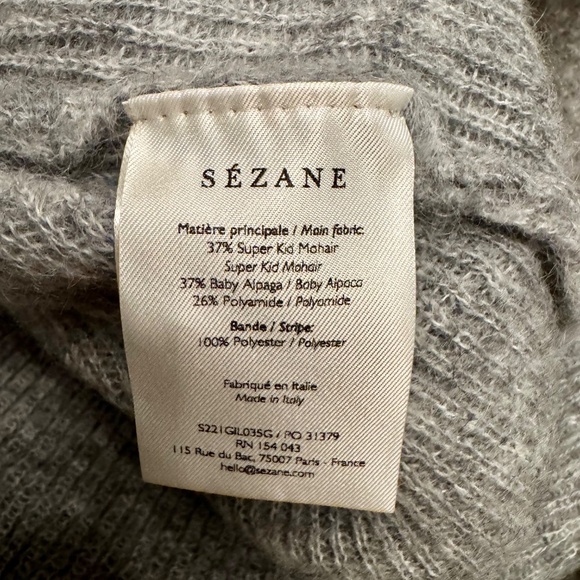 SÉZANE
Matière principale / Main fabric:
37% Super Kid Mohair
Super Kid Mohair
37% Baby Alpaga / Baby Alpaca
26% Polyamide / Polyamide
Bande / Stripe:
100% Polyester / Polyester
Fabriqué en Italie
Made in Italy
S221GIL03SG / PO 31379
RN 154 043
115 Rue du Bac, 75007 Paris - France
hello@sezane.com